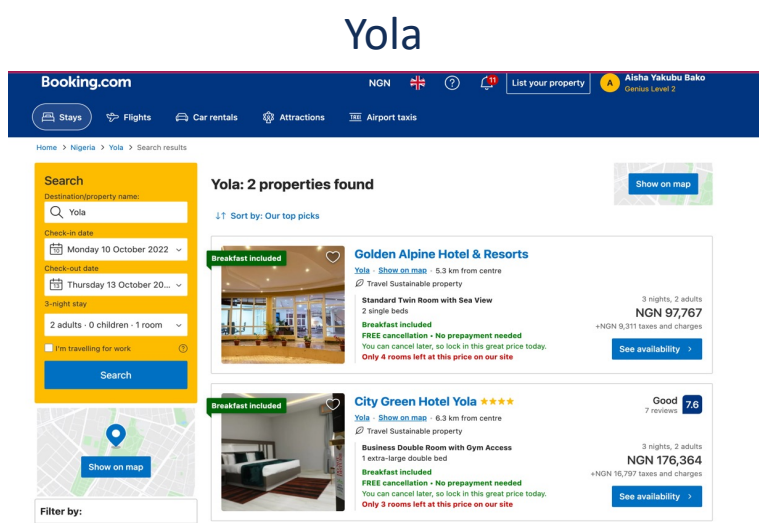 Yola
Booking.com
NGN
11
List your property
A
Aisha Yakubu Bako
Genius Level 2
Stays
Flights
Car rentals
Attractions
TAXI
Airport taxis
Home > Nigeria > Yola > Search results
Search
Destination/property name:
Yola
Check-in date
Monday 10 October 2022
Check-out date
Thursday 13 October 20...
3-night stay
2 adults · 0 children · 1 room
I'm travelling for work
Search
Show on map
Filter by:
Yola: 2 properties found
Show on map
Sort by: Our top picks
Breakfast included
Golden Alpine Hotel & Resorts
Yola · Show on map · 5.3 km from centre
Travel Sustainable property
Standard Twin Room with Sea View
2 single beds
Breakfast included
FREE cancellation • No prepayment needed
You can cancel later, so lock in this great price today.
Only 4 rooms left at this price on our site
3 nights, 2 adults
NGN 97,767
+NGN 9,311 taxes and charges
See availability
Breakfast included
City Green Hotel Yola
Yola · Show on map · 6.3 km from centre
Travel Sustainable property
Business Double Room with Gym Access
1 extra-large double bed
Breakfast included
FREE cancellation • No prepayment needed
You can cancel later, so lock in this great price today.
Only 3 rooms left at this price on our site
Good
7 reviews
7.6
3 nights, 2 adults
NGN 176,364
+NGN 16,797 taxes and charges
See availability